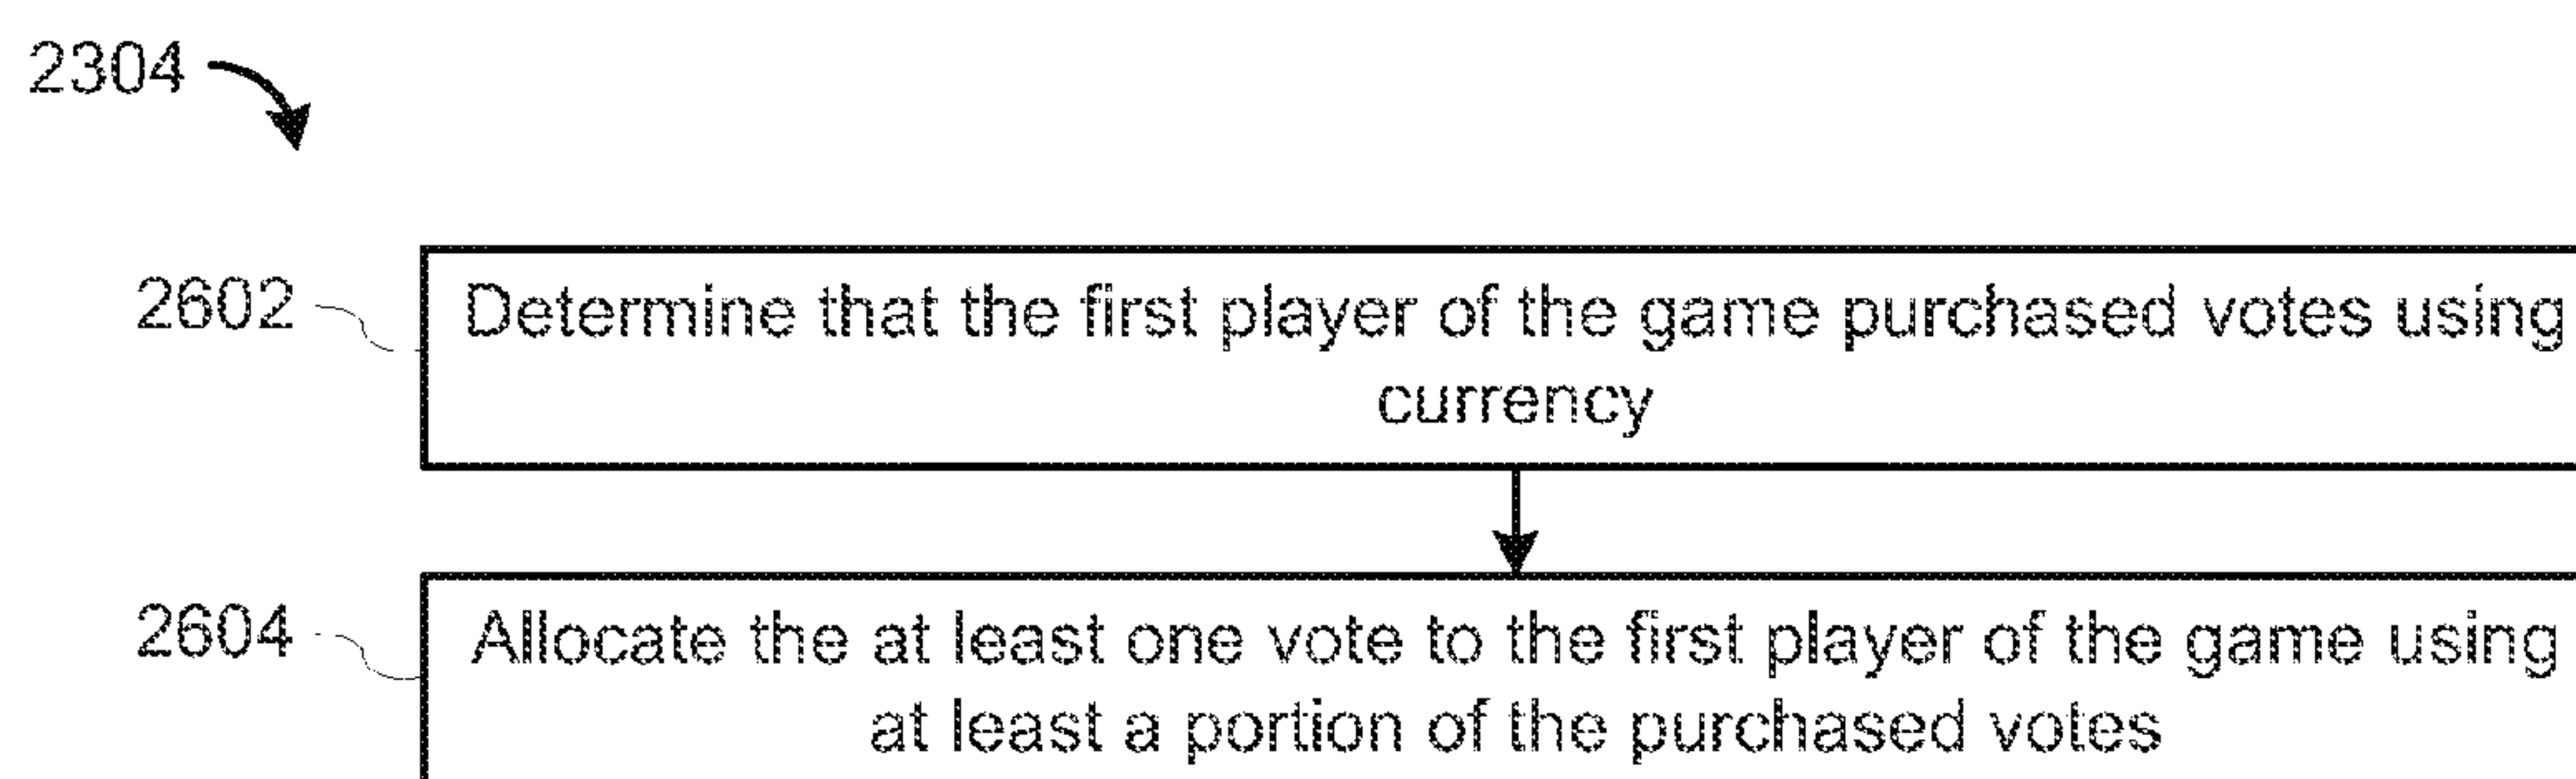 2304
2602
Determine that the first player of the game purchased votes using
currency
2604
Allocate the at least one vote to the first player of the game using
at least a portion of the purchased votes